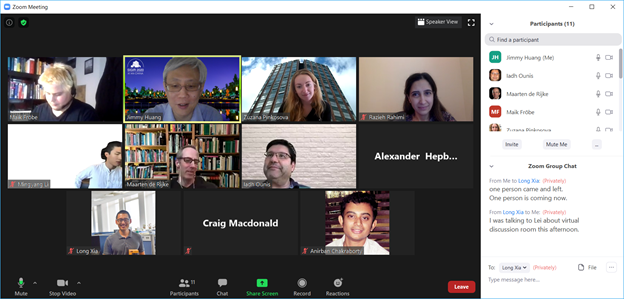 Zoom Meeting
Speaker View
Maik Fröbe
Jimmy Huang
Zuzana Pinkosova
Razieh Rahimi
Maarten de Rijke
Iadh Ounis
Alexander Hepb...
Long Xia
Craig Macdonald
Anirban Chakraborty
Mute
Stop Video
11
Participants
Chat
Share Screen
Record
Reactions
Leave
Participants (11)
Find a participant
JH Jimmy Huang (Me)
Iadh Ounis
Maarten de Rijke
MF Maik Fröbe
Zuzana Pinkosova
Invite Mute Me ...
Zoom Group Chat
From Me to Long Xia: (Privately)
one person came and left.
One person is coming now.
From Long Xia to Me: (Privately)
I was talking to Lei about virtual
discussion room this afternoon.
To: Long Xia (Privately) File ...
Type message here...